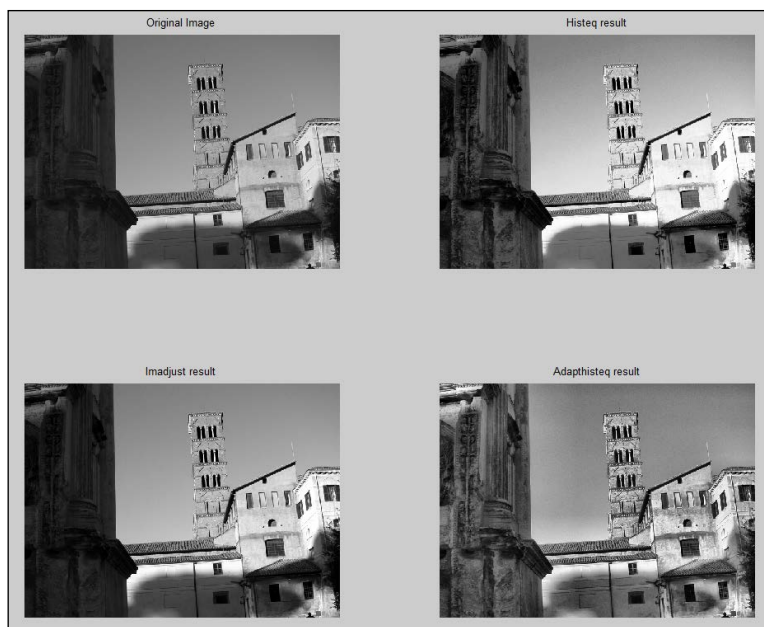 Original Image
Histeq result
Imadjust result
Adapthisteq result